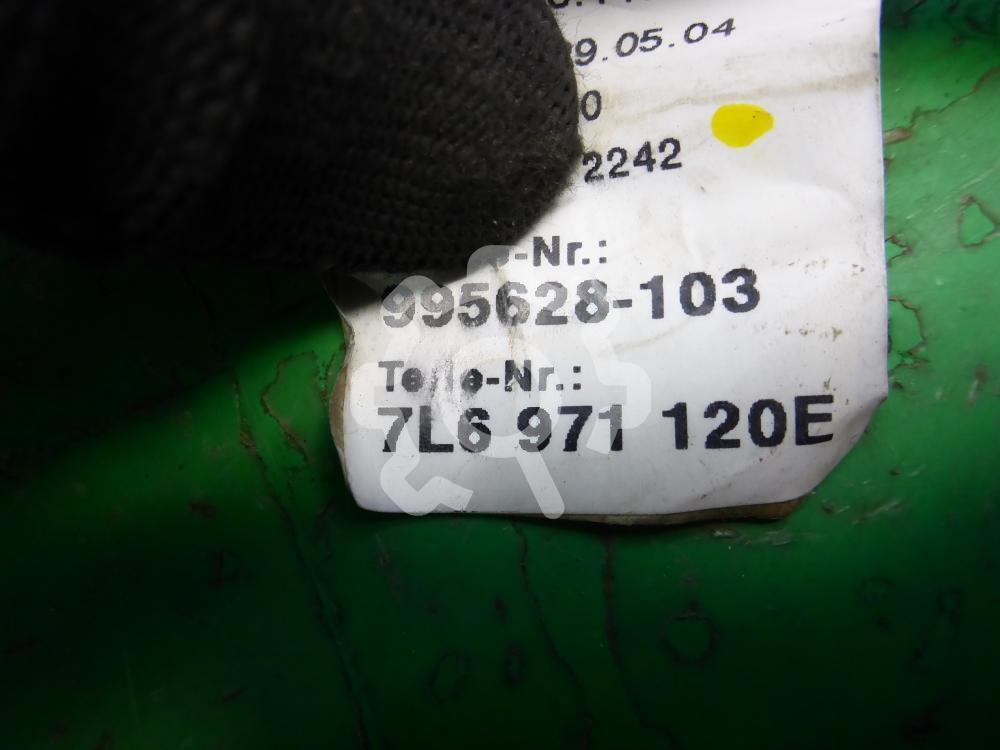 9.05.04
0
2242
e-Nr.:
995628-103
Teile-Nr.:
7L6 971 120E